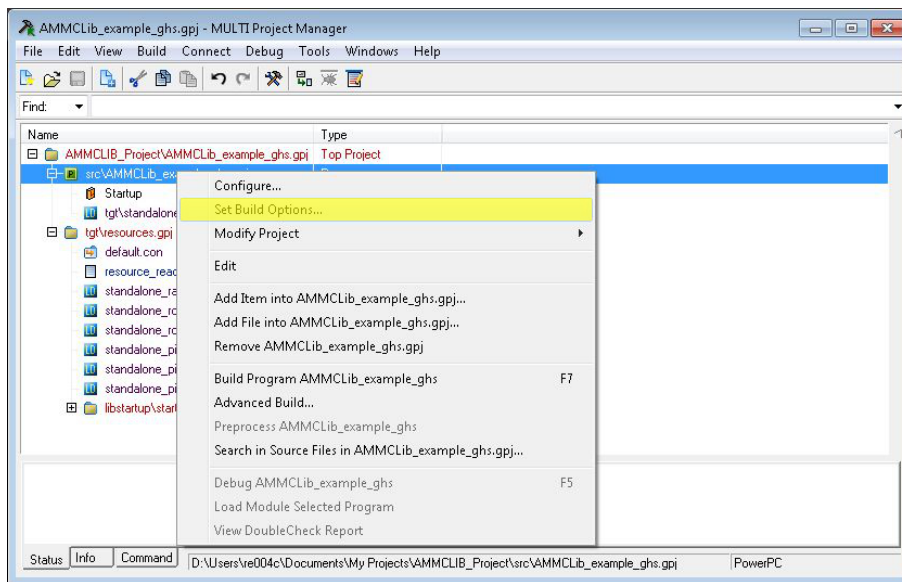 AMMCLib_example_ghs.gpj - MULTI Project Manager
File Edit View Build Connect Debug Tools Windows Help
Find:
Name Type
AMMCLIB_Project\AMMCLib_example_ghs.gpj Top Project
src\AMMCLib_ex
Configure...
Startup
Set Build Options...
tgt\standalone
Modify Project
tgt\resources.gpj
default.con
Edit
resource_read
standalone_ra
Add Item into AMMCLib_example_ghs.gpj...
standalone_ro
Add File into AMMCLib_example_ghs.gpj...
standalone_ro
Remove AMMCLib_example_ghs.gpj
standalone_pi
standalone_pi
Build Program AMMCLib_example_ghs F7
standalone_pi
Advanced Build...
libstartup\start
Preprocess AMMCLib_example_ghs
Search in Source Files in AMMCLib_example_ghs.gpj...
Debug AMMCLib_example_ghs F5
Load Module Selected Program
View DoubleCheck Report
Status Info Command D:\Users\re004c\Documents\My Projects\AMMCLIB_Project\src\AMMCLib_example_ghs.gpj PowerPC